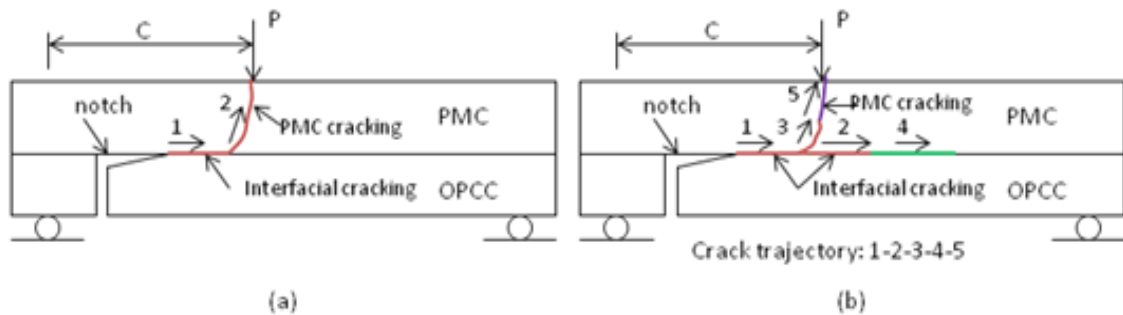 P
C
notch
2
PMC cracking
PMC
1
Interfacial cracking
OPCC
(a)
P
C
notch
5
PMC cracking
PMC
1
3
2
4
Interfacial cracking
OPCC
Crack trajectory: 1-2-3-4-5
(b)